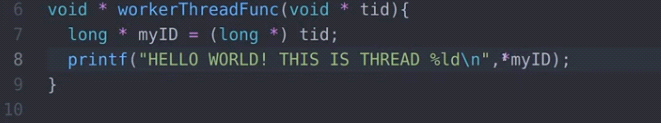 6 void * workerThreadFunc(void * tid){
7 long * myID = (long *) tid;
8 printf("HELLO WORLD! THIS IS THREAD %ld\n",*myID);
9 }
10